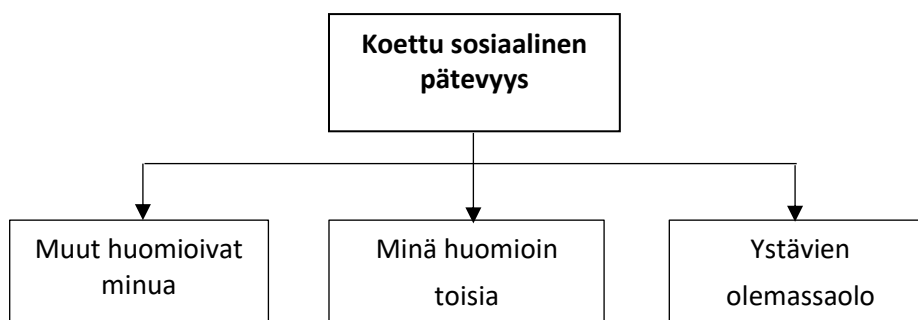 Koettu sosiaalinen
pätevyys
Muut huomioivat
minua
Minä huomioin
toisia
Ystävien
olemassaolo